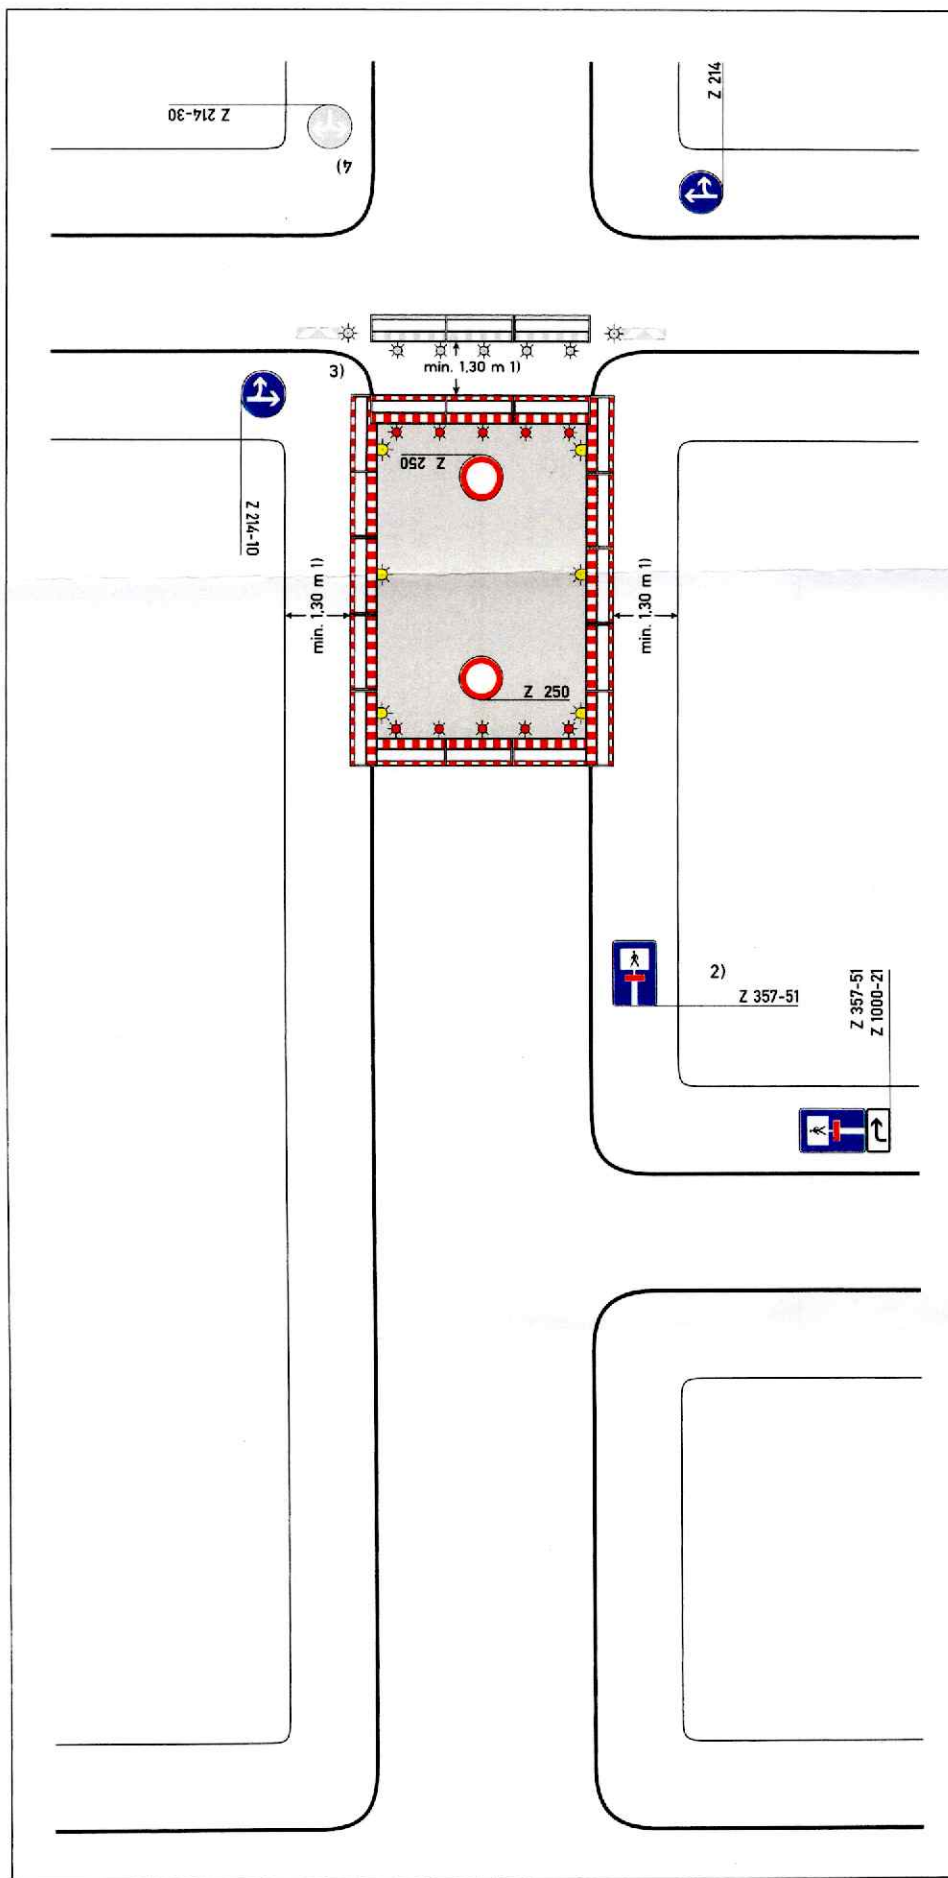 Z 214-30
4)
Z 214
min. 1,30 m 1)
3)
Z 214-10
Z 250
min. 1,30 m 1)
min. 1,30 m 1)
Z 250
2)
Z 357-51
Z 357-51
Z 1000-21